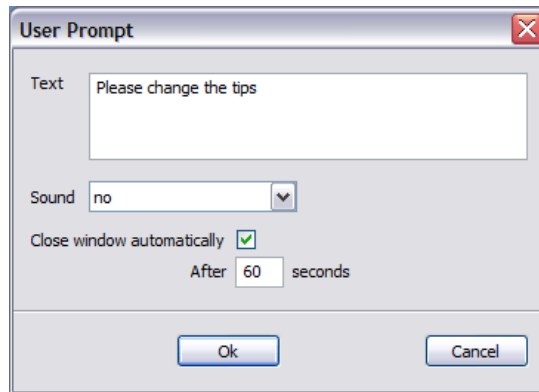 User Prompt
Text Please change the tips
Sound no
Close window automatically
After 60 seconds
Ok Cancel